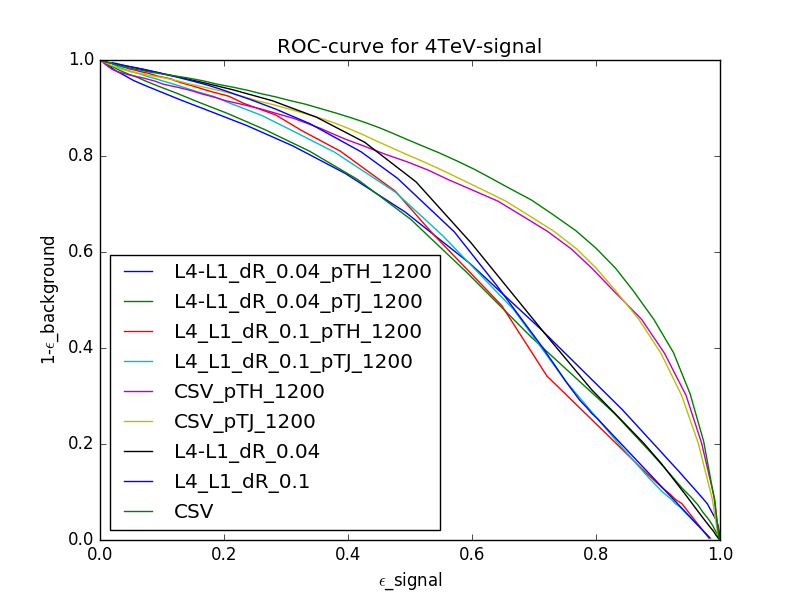 ROC-curve for 4TeV-signal
1.0
0.8
0.6
0.4
0.2
0.0
1-ϵ_background
L4-L1_dR_0.04_pTH_1200
L4-L1_dR_0.04_pTJ_1200
L4_L1_dR_0.1_pTH_1200
L4_L1_dR_0.1_pTJ_1200
CSV_pTH_1200
CSV_pTJ_1200
L4-L1_dR_0.04
L4_L1_dR_0.1
CSV
0.0 0.2 0.4 0.6 0.8 1.0
ϵ_signal